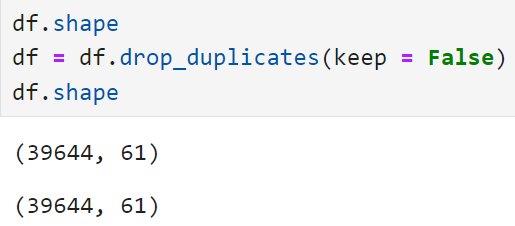 df.shape
df = df.drop_duplicates(keep = False)
df.shape
(39644, 61)
(39644, 61)